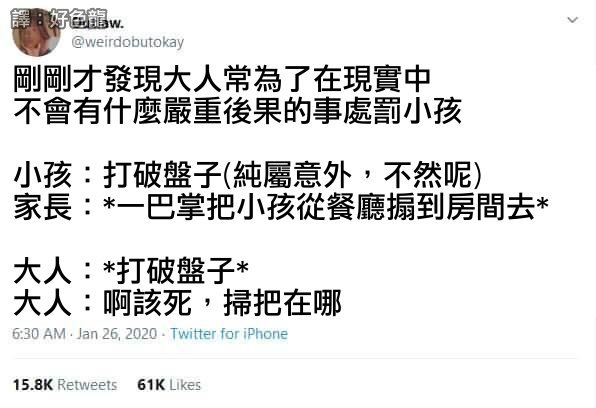 譯：好色龍
@weirdobutokay
剛剛才發現大人常為了在現實中
不會有什麼嚴重後果的事處罰小孩
小孩：打破盤子(純屬意外，不然呢)
家長：*一巴掌把小孩從餐廳搧到房間去*
大人：*打破盤子*
大人：啊該死，掃把在哪
6:30 AM · Jan 26, 2020 · Twitter for iPhone
15.8K Retweets 61K Likes